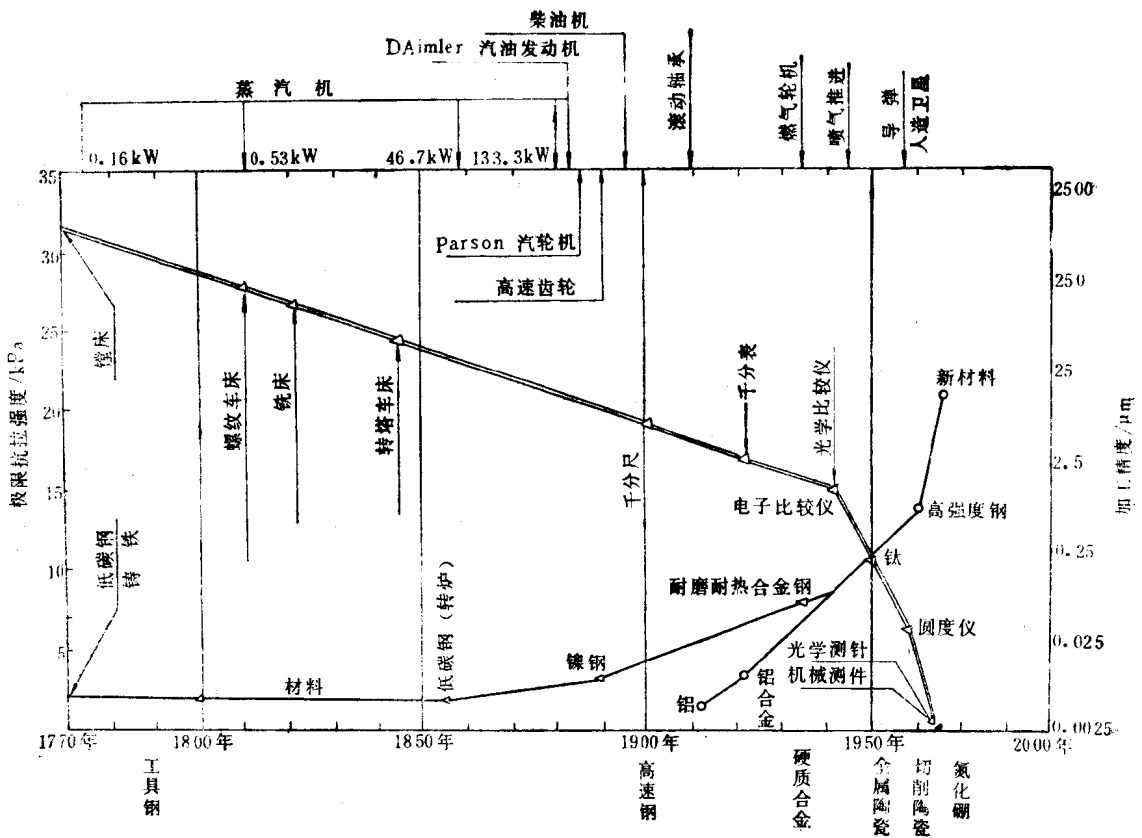 柴油机
DAimler 汽油发动机
蒸汽机
滚动轴承
燃气轮机
喷气推进
导弹
人造卫星
0.16kW
0.53kW
46.7kW
133.3kW
35
30
25
20
15
10
5
极限抗拉强度/kPa
2500
250
25
2.5
0.25
0.025
0.0025
加工精度/μm
Parson 汽轮机
高速齿轮
镗床
螺纹车床
铣床
转塔车床
千分尺
千分表
光学比较仪
电子比较仪
新材料
高强度钢
钛
圆度仪
光学测针
机械测件
低碳钢
铸铁
材料
低碳钢（转炉）
镍钢
耐磨耐热合金钢
铝
铝合金
1770年
1800年
1850年
1900年
1950年
2000年
工具钢
高速钢
硬质合金
金属陶瓷
切削陶瓷
氮化硼